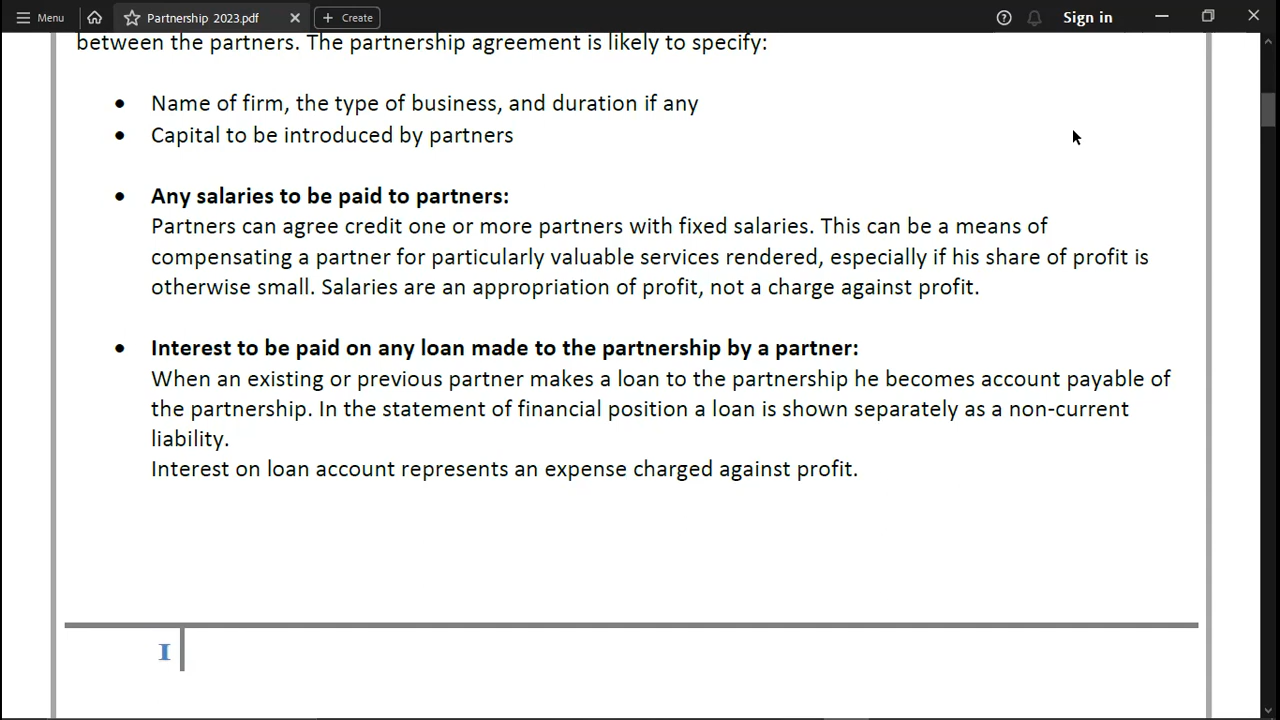 Menu
Partnership 2023.pdf
Create
Sign in
between the partners. The partnership agreement is likely to specify:
• Name of firm, the type of business, and duration if any
• Capital to be introduced by partners
• Any salaries to be paid to partners:
Partners can agree credit one or more partners with fixed salaries. This can be a means of
compensating a partner for particularly valuable services rendered, especially if his share of profit is
otherwise small. Salaries are an appropriation of profit, not a charge against profit.
• Interest to be paid on any loan made to the partnership by a partner:
When an existing or previous partner makes a loan to the partnership he becomes account payable of
the partnership. In the statement of financial position a loan is shown separately as a non-current
liability.
Interest on loan account represents an expense charged against profit.
I